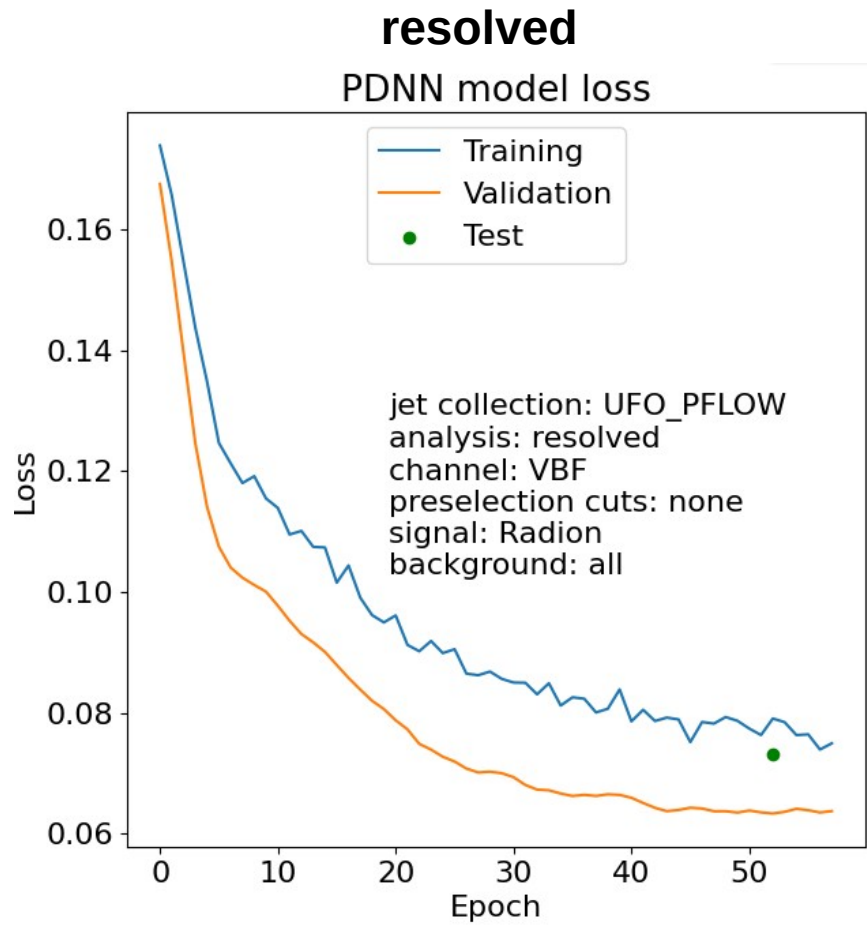 resolved
PDNN model loss
Training
Validation
Test
0.16
0.14
0.12
0.10
0.08
0.06
Loss
jet collection: UFO_PFLOW
analysis: resolved
channel: VBF
preselection cuts: none
signal: Radion
background: all
0 10 20 30 40 50
Epoch